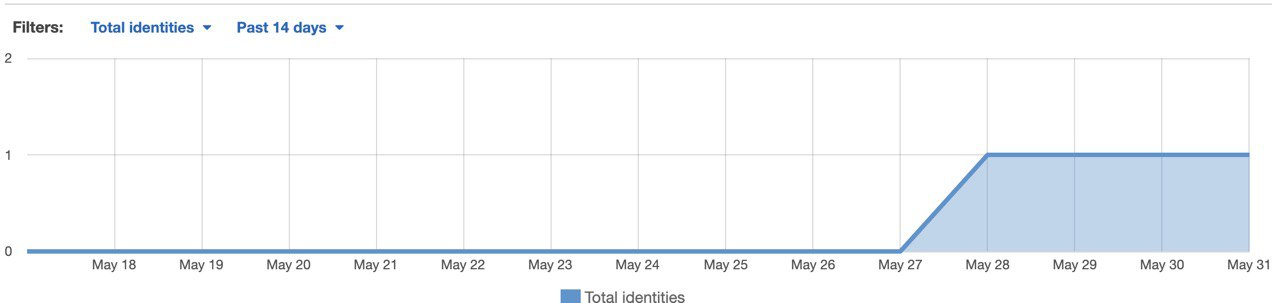 Filters: Total identities Past 14 days
2
1
0
May 18 May 19 May 20 May 21 May 22 May 23 May 24 May 25 May 26 May 27 May 28 May 29 May 30 May 31
Total identities